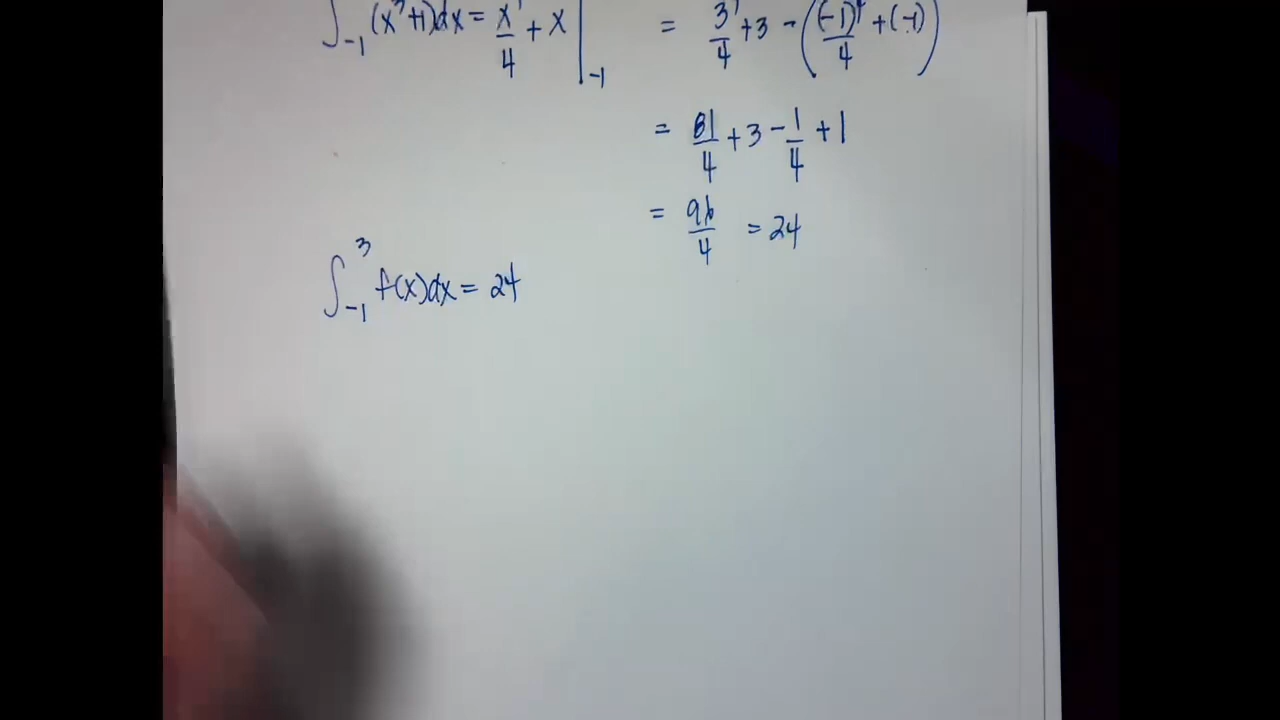 ∫₋₁ (x³+1)dx = x⁴/4 + x |₋₁ = 3⁴/4 + 3 - ((-1)⁴/4 + (-1))
= 81/4 + 3 - 1/4 + 1
= 96/4 = 24
∫₋₁³ f(x)dx = 24